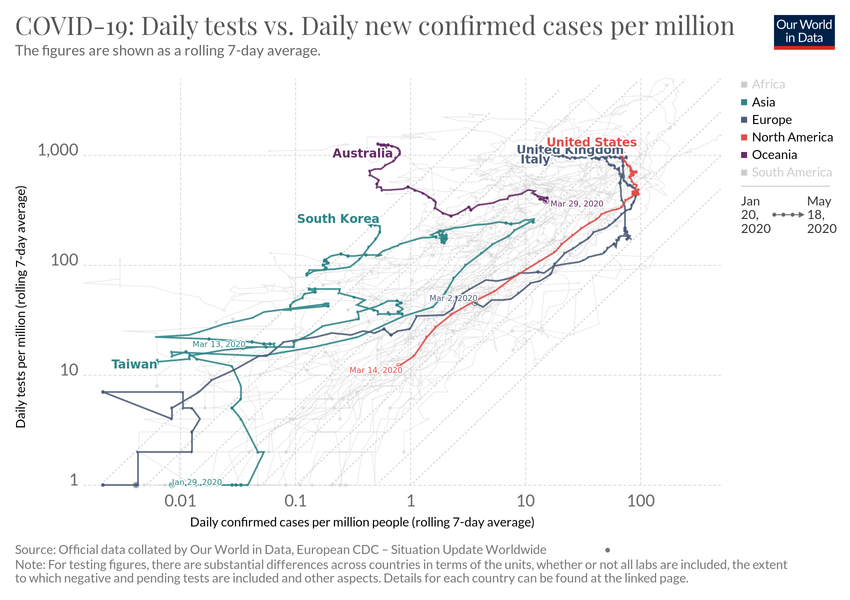 COVID-19: Daily tests vs. Daily new confirmed cases per million
The figures are shown as a rolling 7-day average.
Our World
in Data
Africa
Asia
Europe
North America
Oceania
South America
Jan
20,
2020
May
18,
2020
Daily tests per million (rolling 7-day average)
1,000
100
10
1
United States
United Kingdom
Italy
Australia
Mar 29, 2020
South Korea
Mar 2, 2020
Mar 13, 2020
Taiwan
Mar 14, 2020
Jan 29, 2020
0.01
0.1
1
10
100
Daily confirmed cases per million people (rolling 7-day average)
Source: Official data collated by Our World in Data, European CDC – Situation Update Worldwide
Note: For testing figures, there are substantial differences across countries in terms of the units, whether or not all labs are included, the extent
to which negative and pending tests are included and other aspects. Details for each country can be found at the linked page.